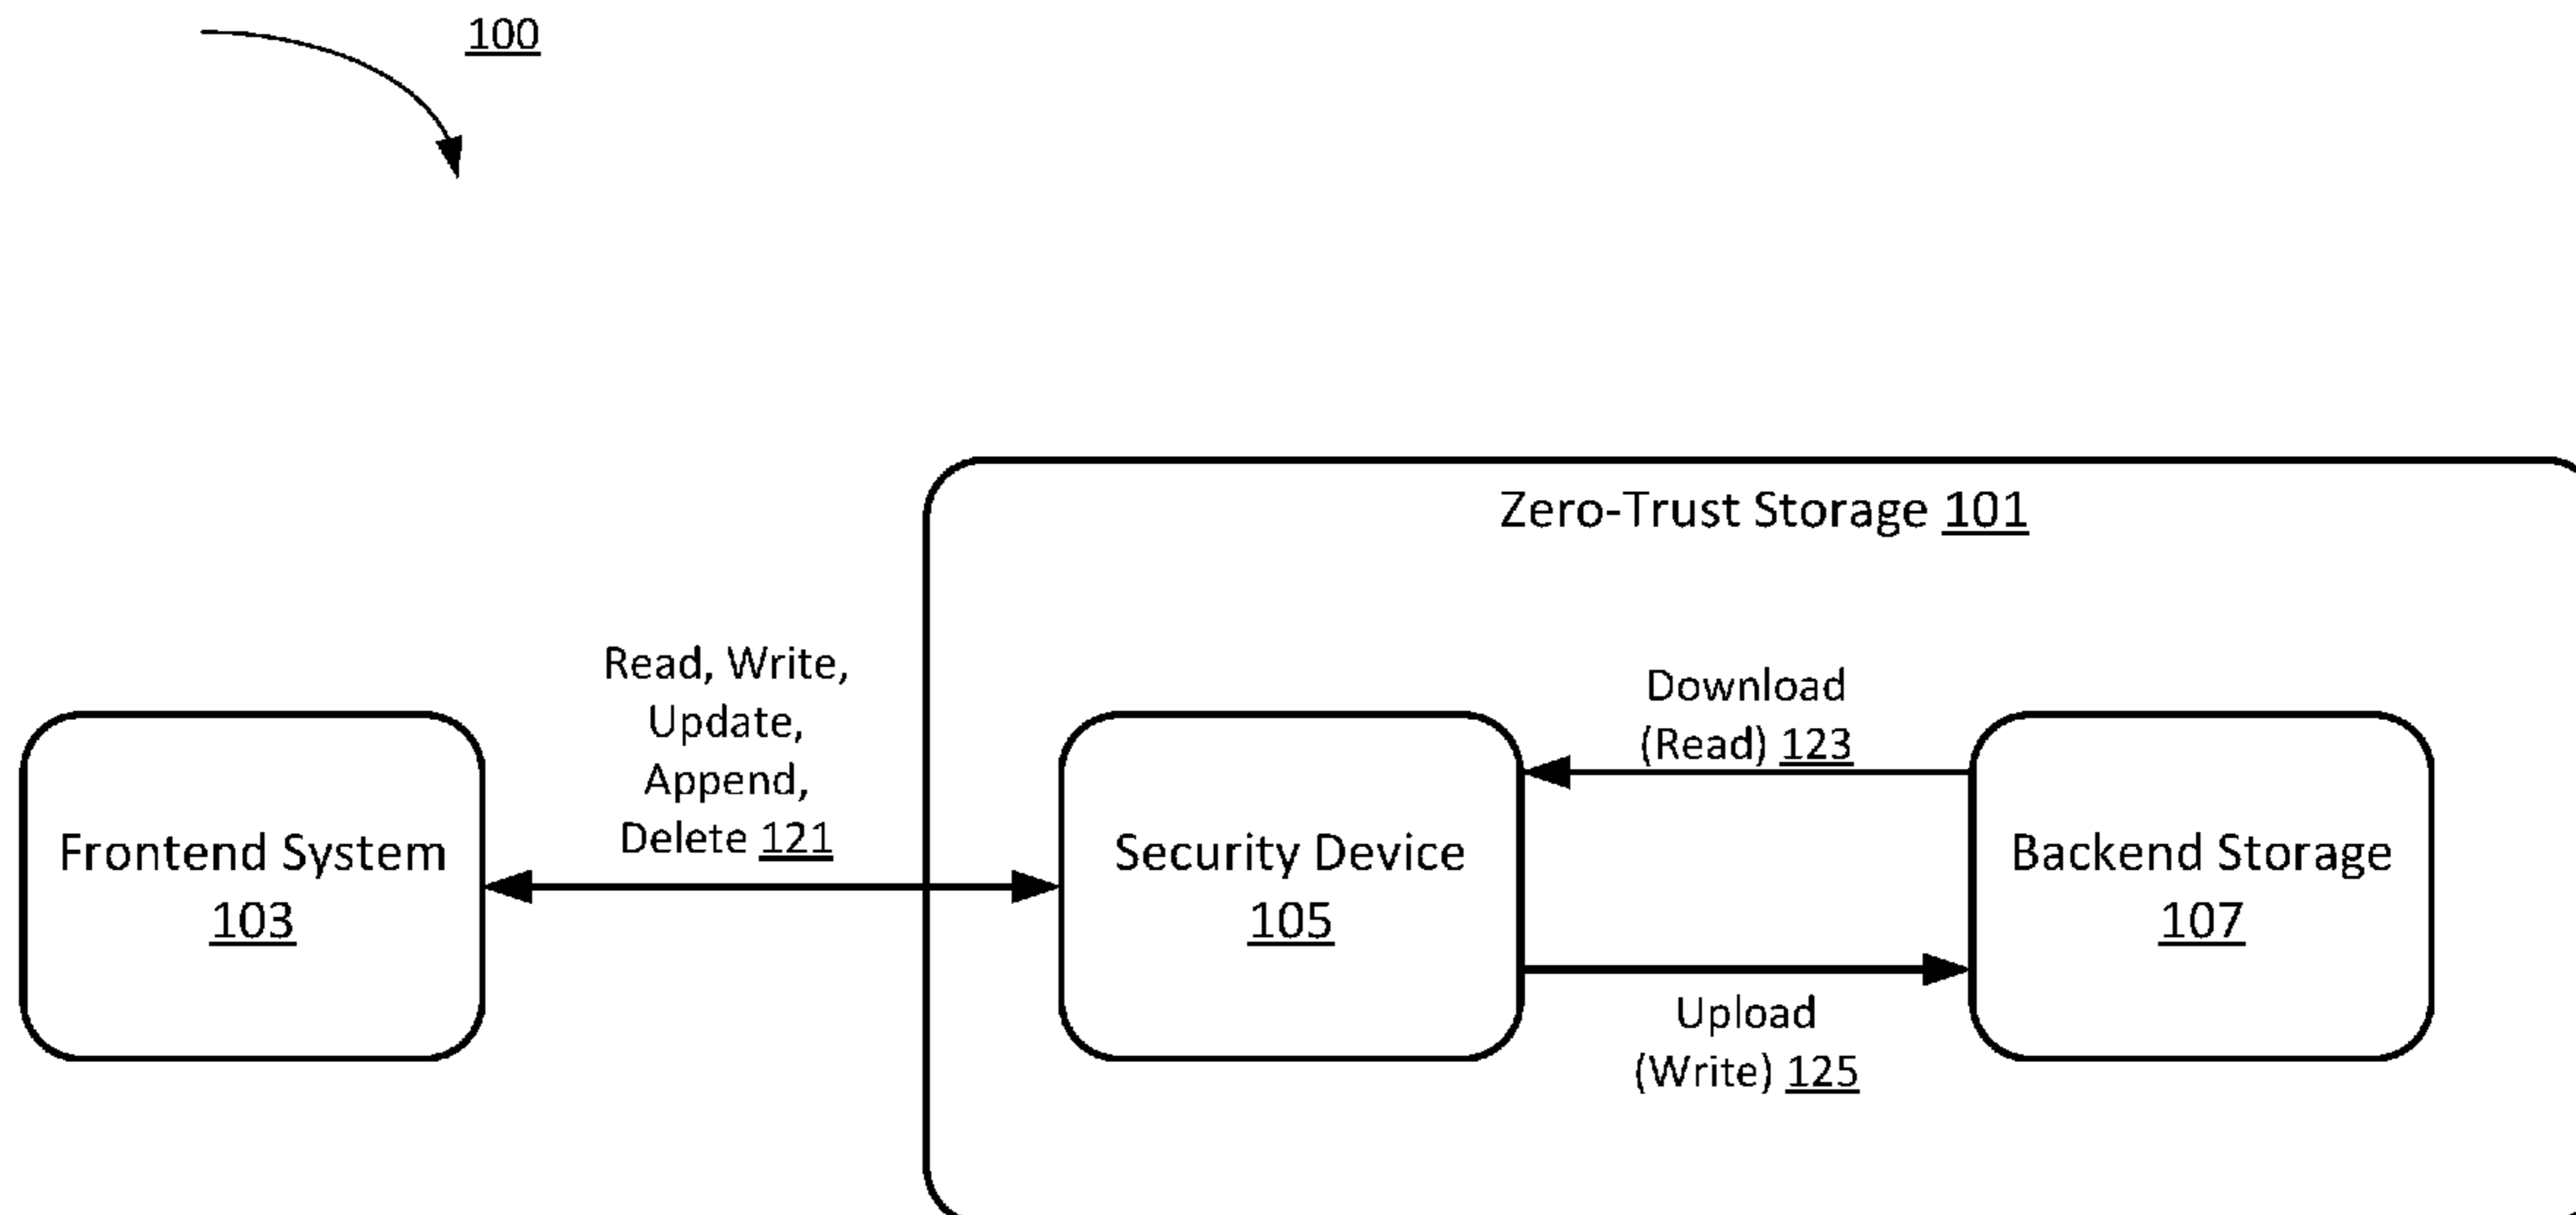 100
Zero-Trust Storage 101
Read, Write,
Update,
Append,
Delete 121
Download
(Read) 123
Frontend System
103
Security Device
105
Backend Storage
107
Upload
(Write) 125